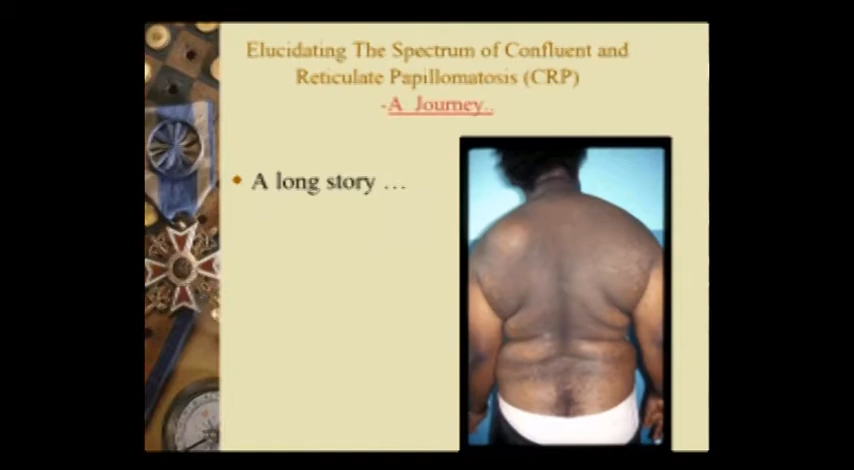 Elucidating The Spectrum of Confluent and
Reticulate Papillomatosis (CRP)
-A Journey..
A long story …